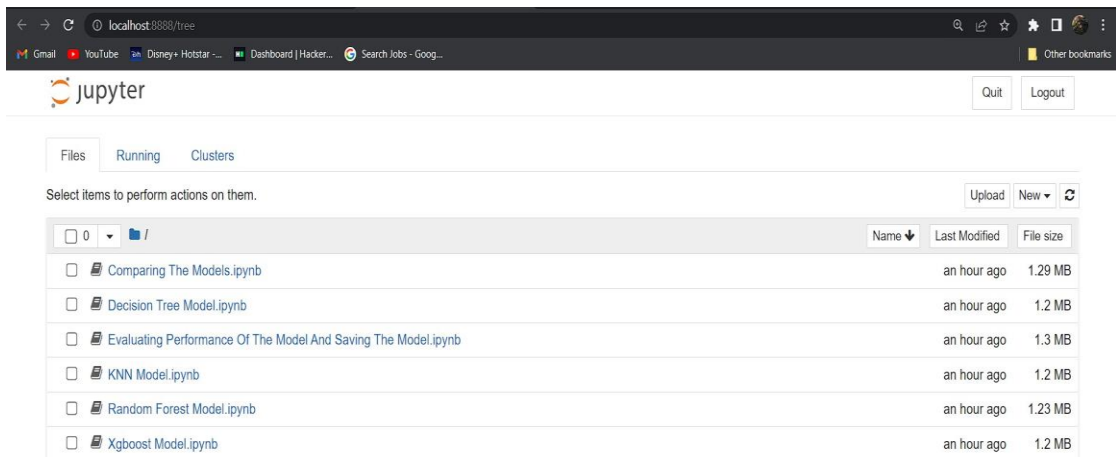 localhost:8888/tree
Gmail YouTube Disney+ Hotstar -... Dashboard | Hacker... Search Jobs - Goog... Other bookmarks
jupyter Quit Logout
Files Running Clusters
Select items to perform actions on them. Upload New
0 / Name Last Modified File size
Comparing The Models.ipynb an hour ago 1.29 MB
Decision Tree Model.ipynb an hour ago 1.2 MB
Evaluating Performance Of The Model And Saving The Model.ipynb an hour ago 1.3 MB
KNN Model.ipynb an hour ago 1.2 MB
Random Forest Model.ipynb an hour ago 1.23 MB
Xgboost Model.ipynb an hour ago 1.2 MB